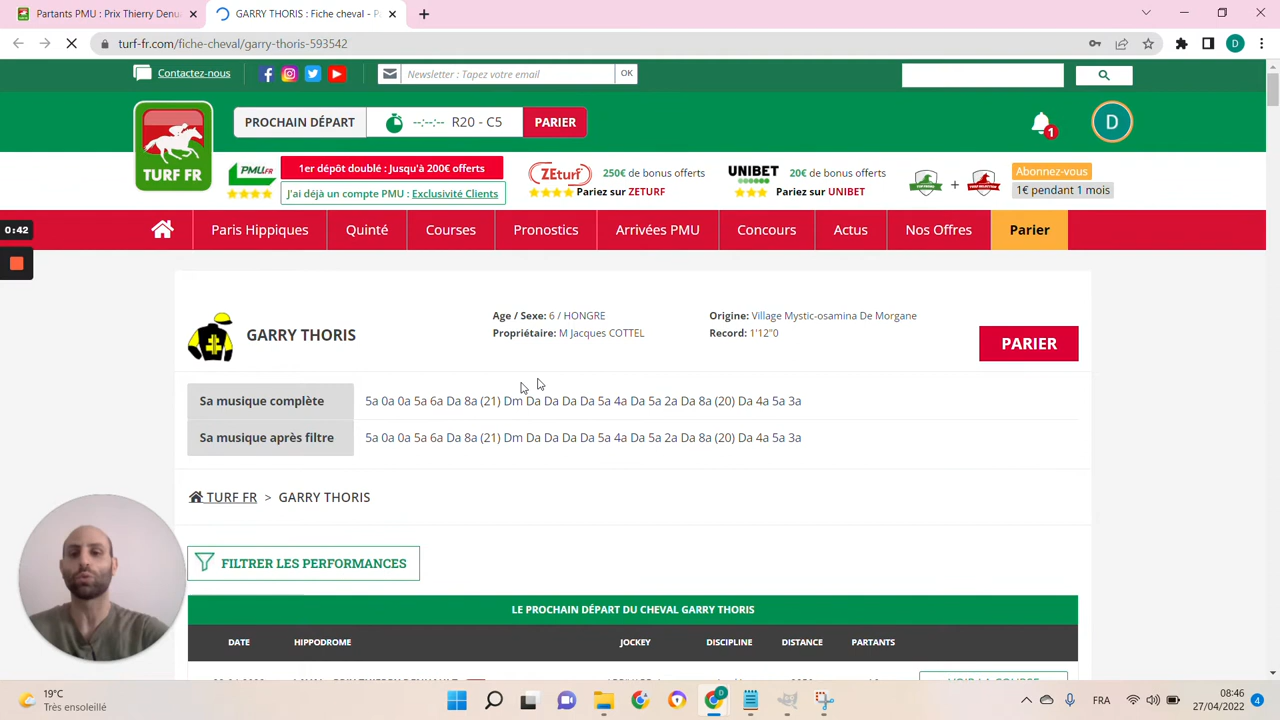 Partants PMU : Prix Thierry Denu
GARRY THORIS : Fiche cheval - P
turf-fr.com/fiche-cheval/garry-thoris-593542
D
Contactez-nous
Newsletter : Tapez votre email
OK
TURF FR
PROCHAIN DÉPART
--:--:-- R20 - C5
PARIER
1
D
PMU.FR
1er dépôt doublé : Jusqu'à 200€ offerts
J'ai déjà un compte PMU : Exclusivité Clients
ZEturf
250€ de bonus offerts
Pariez sur ZETURF
UNIBET
20€ de bonus offerts
Pariez sur UNIBET
+
Abonnez-vous
1€ pendant 1 mois
0:42
Paris Hippiques
Quinté
Courses
Pronostics
Arrivées PMU
Concours
Actus
Nos Offres
Parier
GARRY THORIS
Age / Sexe: 6 / HONGRE
Propriétaire: M Jacques COTTEL
Origine: Village Mystic-osamina De Morgane
Record: 1'12"0
PARIER
Sa musique complète
5a 0a 0a 5a 6a Da 8a (21) Dm Da Da Da Da 5a 4a Da 5a 2a Da 8a (20) Da 4a 5a 3a
Sa musique après filtre
5a 0a 0a 5a 6a Da 8a (21) Dm Da Da Da Da 5a 4a Da 5a 2a Da 8a (20) Da 4a 5a 3a
TURF FR > GARRY THORIS
FILTRER LES PERFORMANCES
LE PROCHAIN DÉPART DU CHEVAL GARRY THORIS
DATE HIPPODROME JOCKEY DISCIPLINE DISTANCE PARTANTS
19°C
Très ensoleillé
D
FRA
08:46
27/04/2022
4